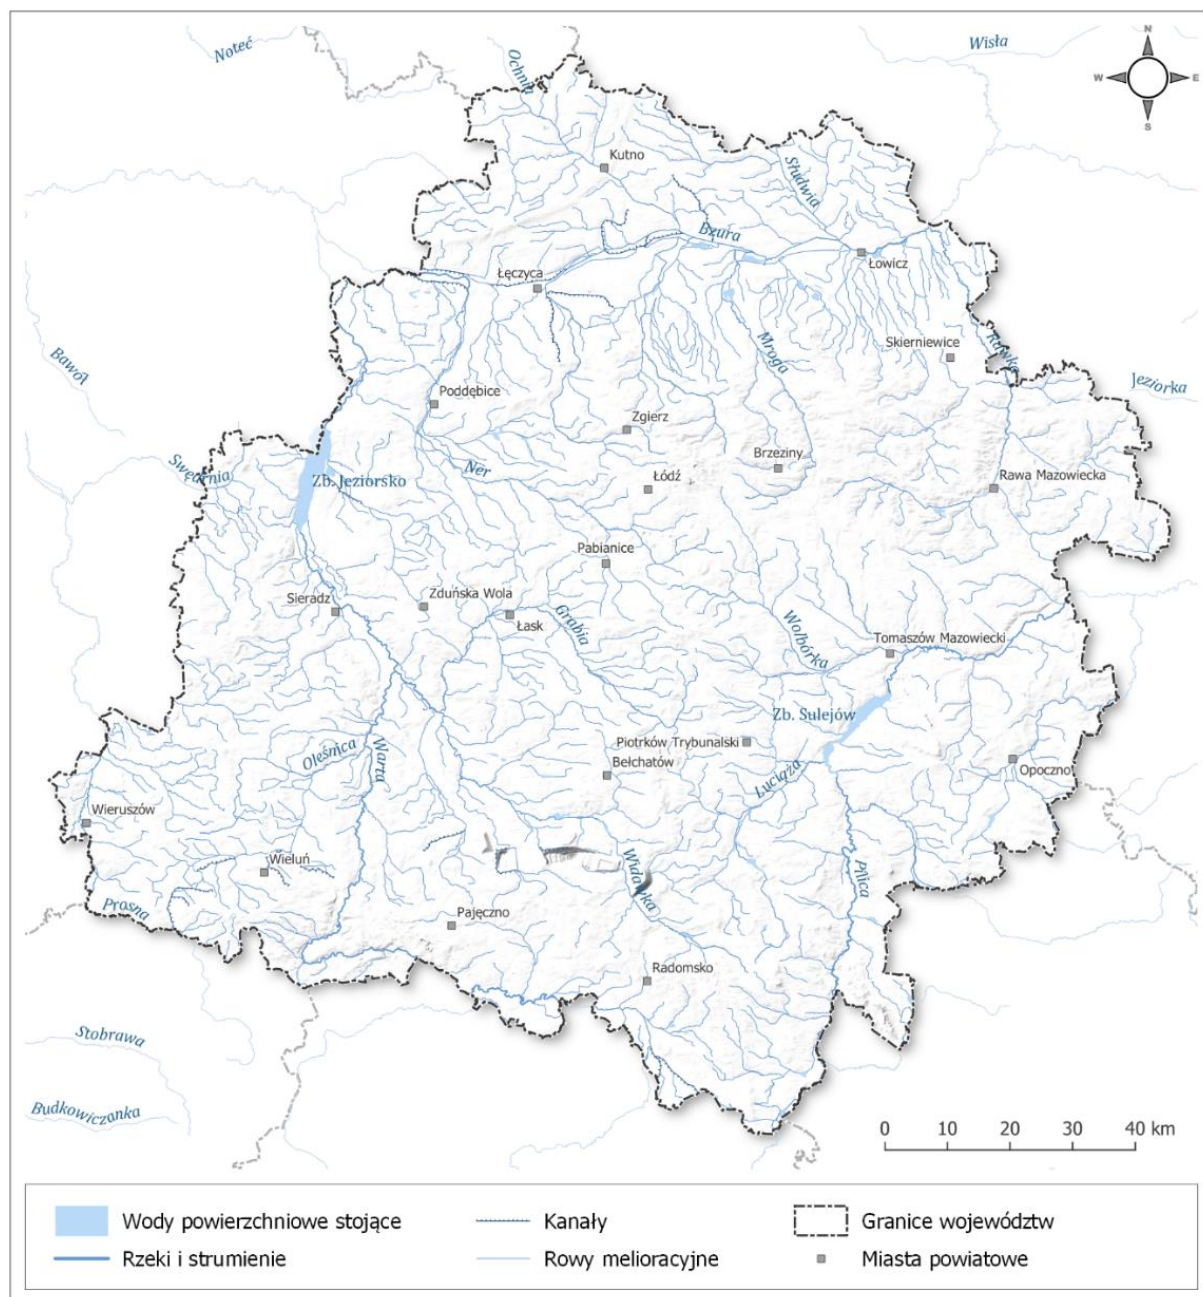 Noteć
Ochnia
Wisła
N
W
E
S
Kutno
Słudwia
Bzura
Łowicz
Łęczyca
Skierniewice
Rawka
Mroga
Bawół
Jeziorka
Poddębice
Zgierz
Brzeziny
Ner
Swędrnia
Zb. Jeziorsko
Łódź
Rawa Mazowiecka
Pabianice
Zduńska Wola
Sieradz
Łask
Grabia
Wolbórka
Tomaszów Mazowiecki
Zb. Sulejów
Piotrków Trybunalski
Oleśnica
Warta
Bełchatów
Luciąża
Opoczno
Wieruszów
Wieluń
Widawka
Pilica
Prosna
Pajęczno
Radomsko
Stobrawa
Budkowiczanka
0 10 20 30 40 km
Wody powierzchniowe stojące
Kanały
Granice województw
Rzeki i strumienie
Rowy melioracyjne
Miasta powiatowe